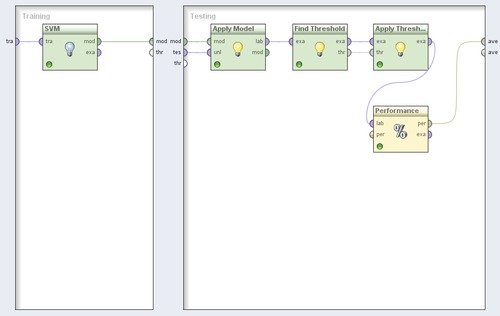 Training
SVM
tra
tra
mod
exa
mod
thr
Testing
mod
tes
thr
Apply Model
mod
unl
lab
mod
Find Threshold
exa
exa
thr
Apply Thresh...
exa
thr
exa
Performance
lab
per
per
exa
ave
ave